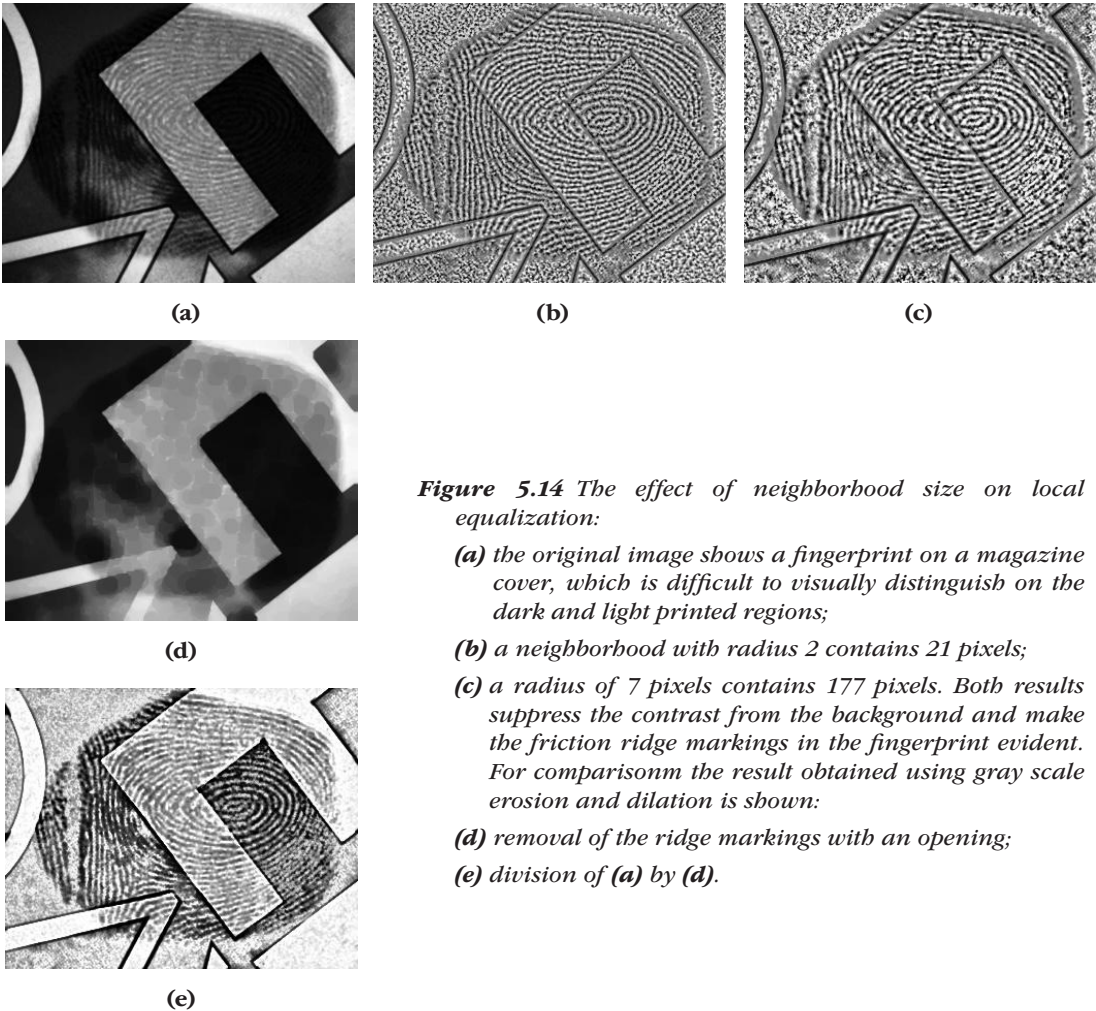 (a)
(b)
(c)
(d)
Figure 5.14 The effect of neighborhood size on local
equalization:
(a) the original image shows a fingerprint on a magazine
cover, which is difficult to visually distinguish on the
dark and light printed regions;
(b) a neighborhood with radius 2 contains 21 pixels;
(c) a radius of 7 pixels contains 177 pixels. Both results
suppress the contrast from the background and make
the friction ridge markings in the fingerprint evident.
For comparisonm the result obtained using gray scale
erosion and dilation is shown:
(d) removal of the ridge markings with an opening;
(e) division of (a) by (d).
(e)